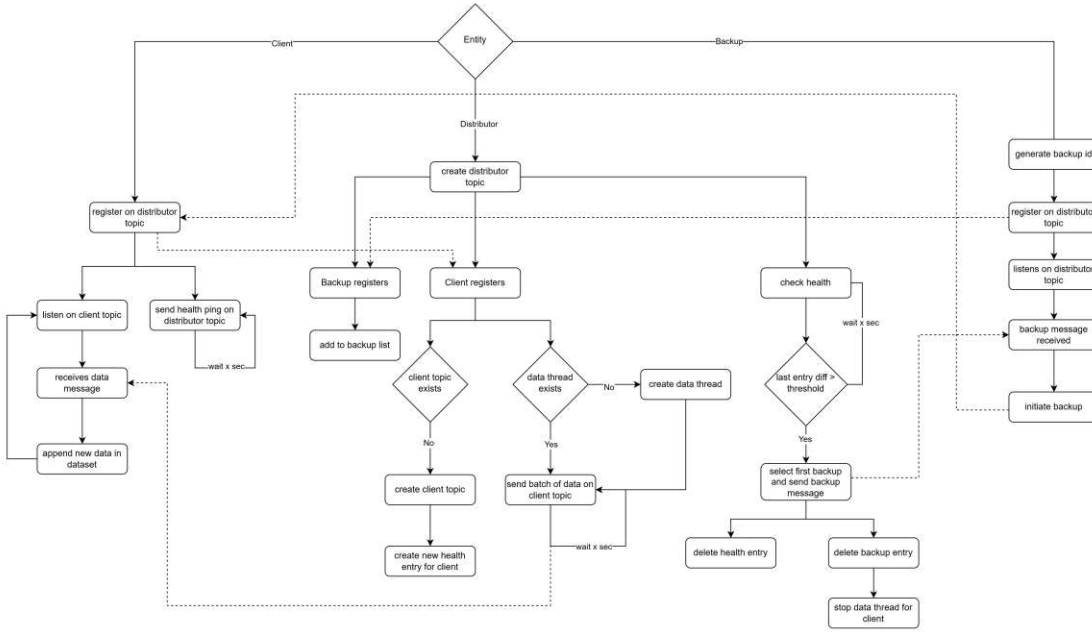 Entity
Client
Backup
Distributor
generate backup id
create distributor
topic
register on distributor
topic
register on distributor
topic
Backup registers
Client registers
check health
listens on distributor
topic
listen on client topic
send health ping on
distributor topic
wait x sec
backup message
received
add to backup list
wait x sec
receives data
message
client topic
exists
data thread
exists
No
create data thread
last entry diff >
threshold
initiate backup
No
Yes
Yes
append new data in
dataset
create client topic
send batch of data on
client topic
select first backup
and send backup
message
wait x sec
create new health
entry for client
delete health entry
delete backup entry
stop data thread for
client